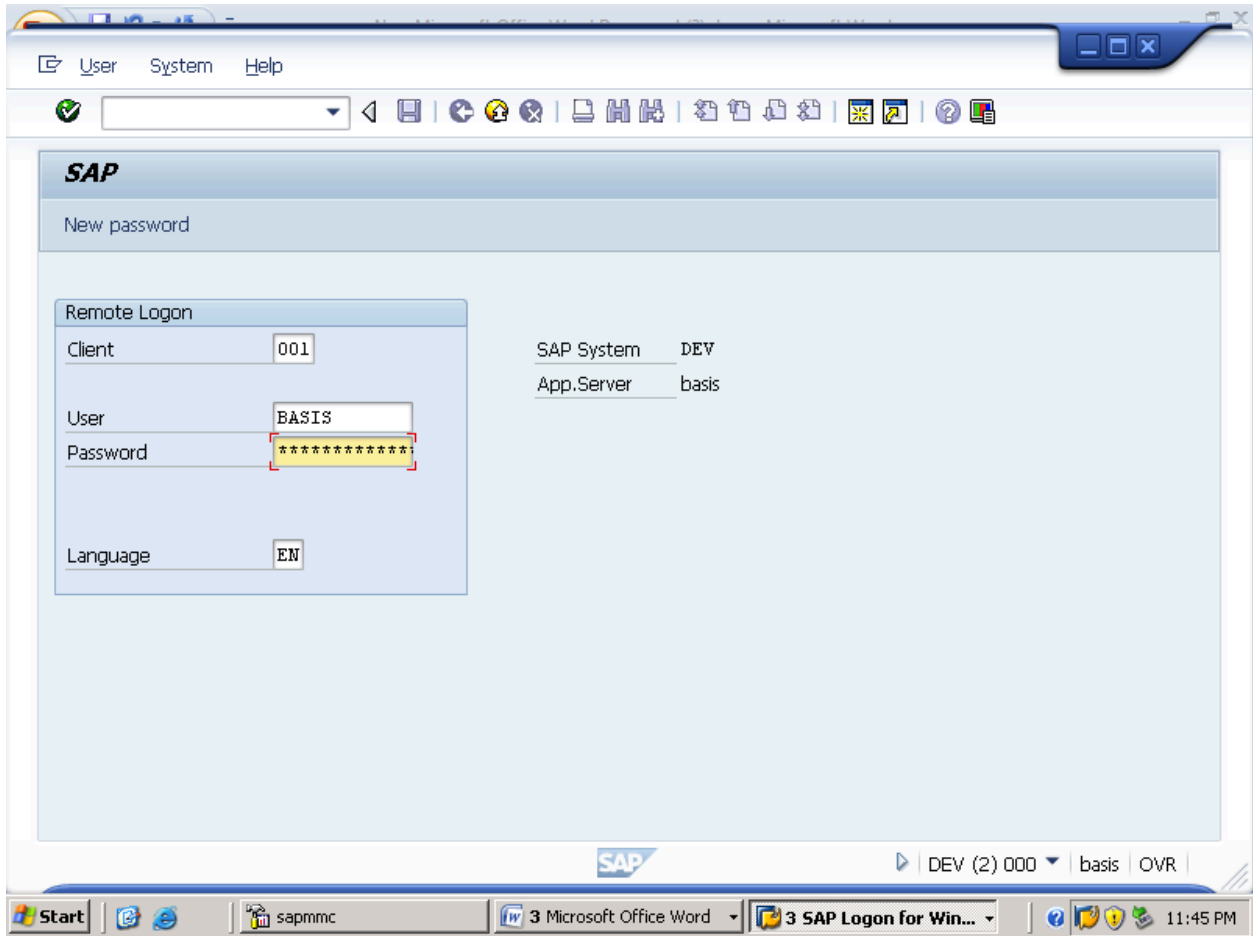 User System Help
SAP
New password
Remote Logon
Client 001 SAP System DEV
App.Server basis
User BASIS
Password *************
Language EN
SAP
DEV (2) 000 basis OVR
Start sapmmc 3 Microsoft Office Word 3 SAP Logon for Win... 11:45 PM